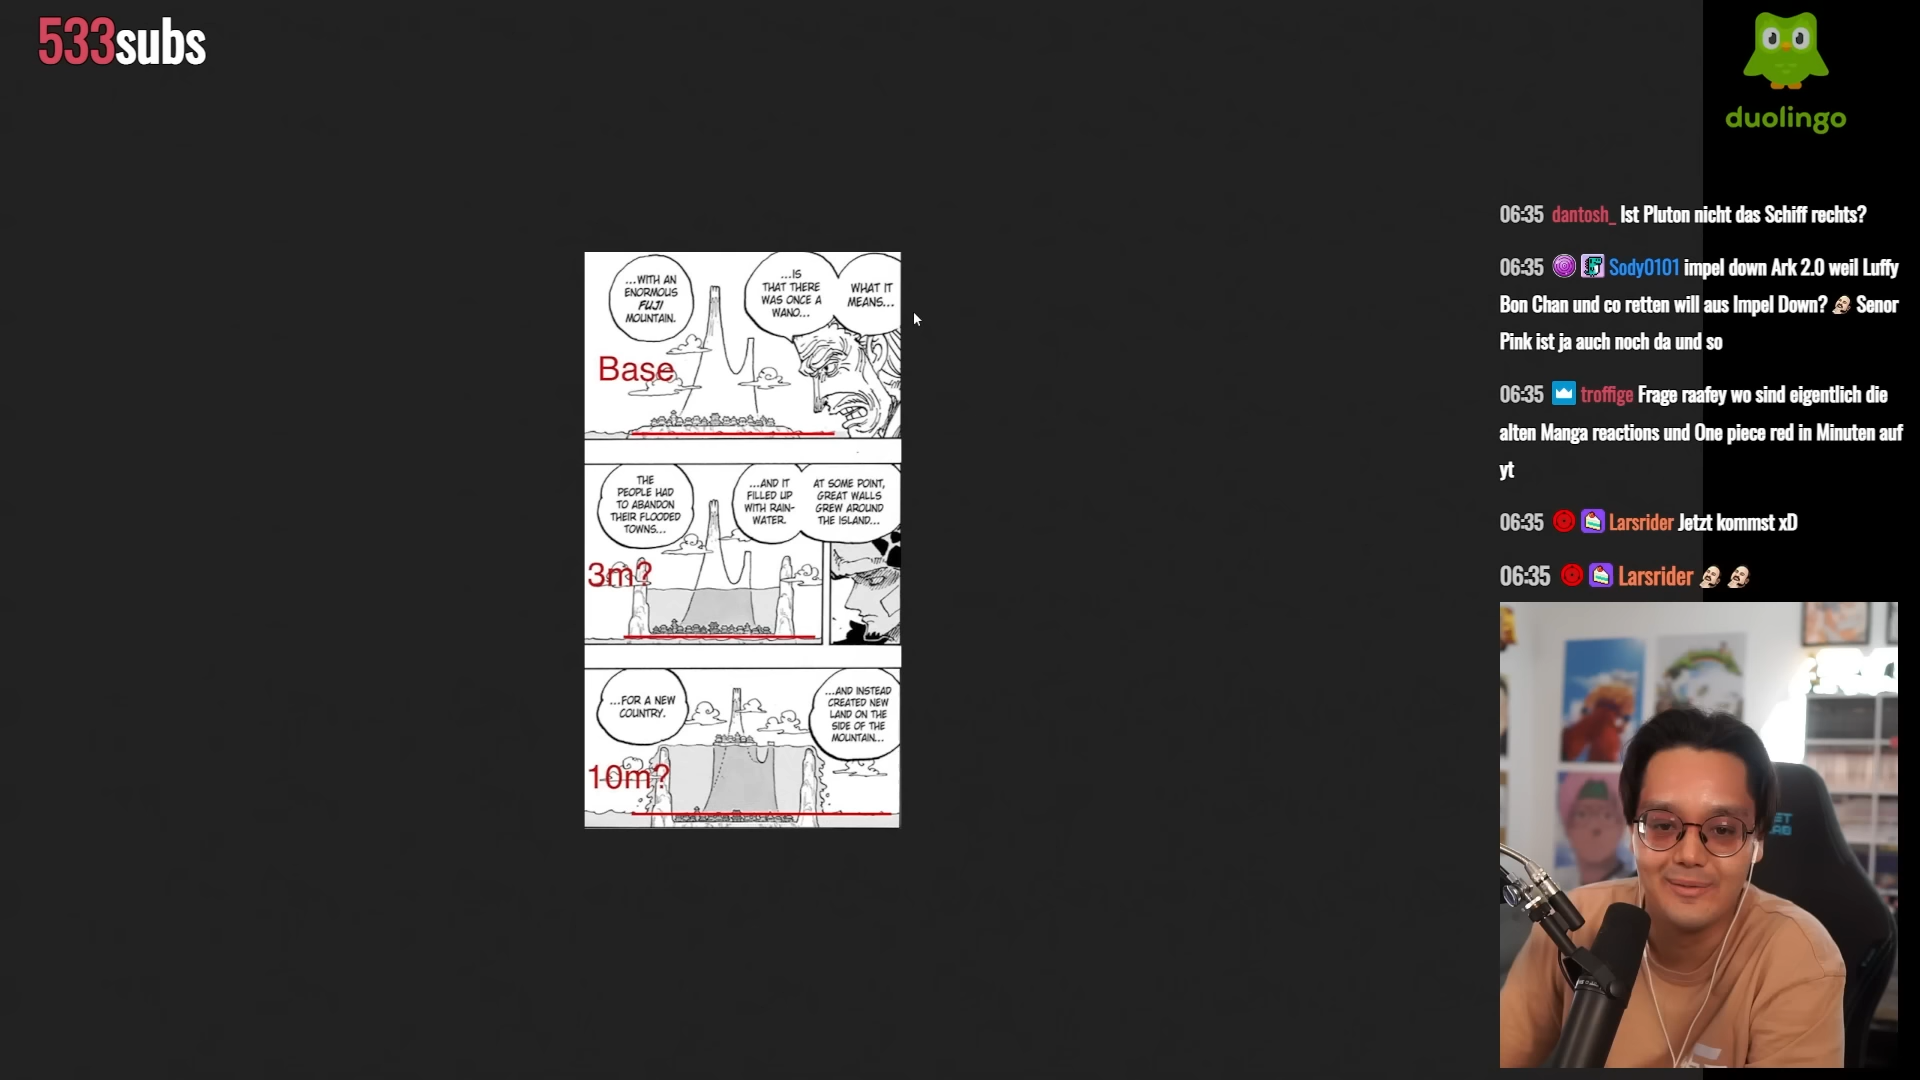 533subs
duolingo
06:35 dantosh_ Ist Pluton nicht das Schiff rechts?
06:35 Sody0101 impel down Ark 2.0 weil Luffy
Bon Chan und co retten will aus Impel Down? Senor
Pink ist ja auch noch da und so
06:35 troffige Frage raafey wo sind eigentlich die
alten Manga reactions und One piece red in Minuten auf
yt
06:35 Larsrider Jetzt kommst xD
06:35 Larsrider
WHAT IT
MEANS...
...IS
THAT THERE
WAS ONCE A
WANO...
...WITH AN
ENORMOUS
FUJI
MOUNTAIN.
Base
AT SOME POINT,
GREAT WALLS
GREW AROUND
THE ISLAND...
...AND IT
FILLED UP
WITH RAIN-
WATER.
THE
PEOPLE HAD
TO ABANDON
THEIR FLOODED
TOWNS...
3m?
...AND INSTEAD
CREATED NEW
LAND ON THE
SIDE OF THE
MOUNTAIN...
...FOR A NEW
COUNTRY.
10m?